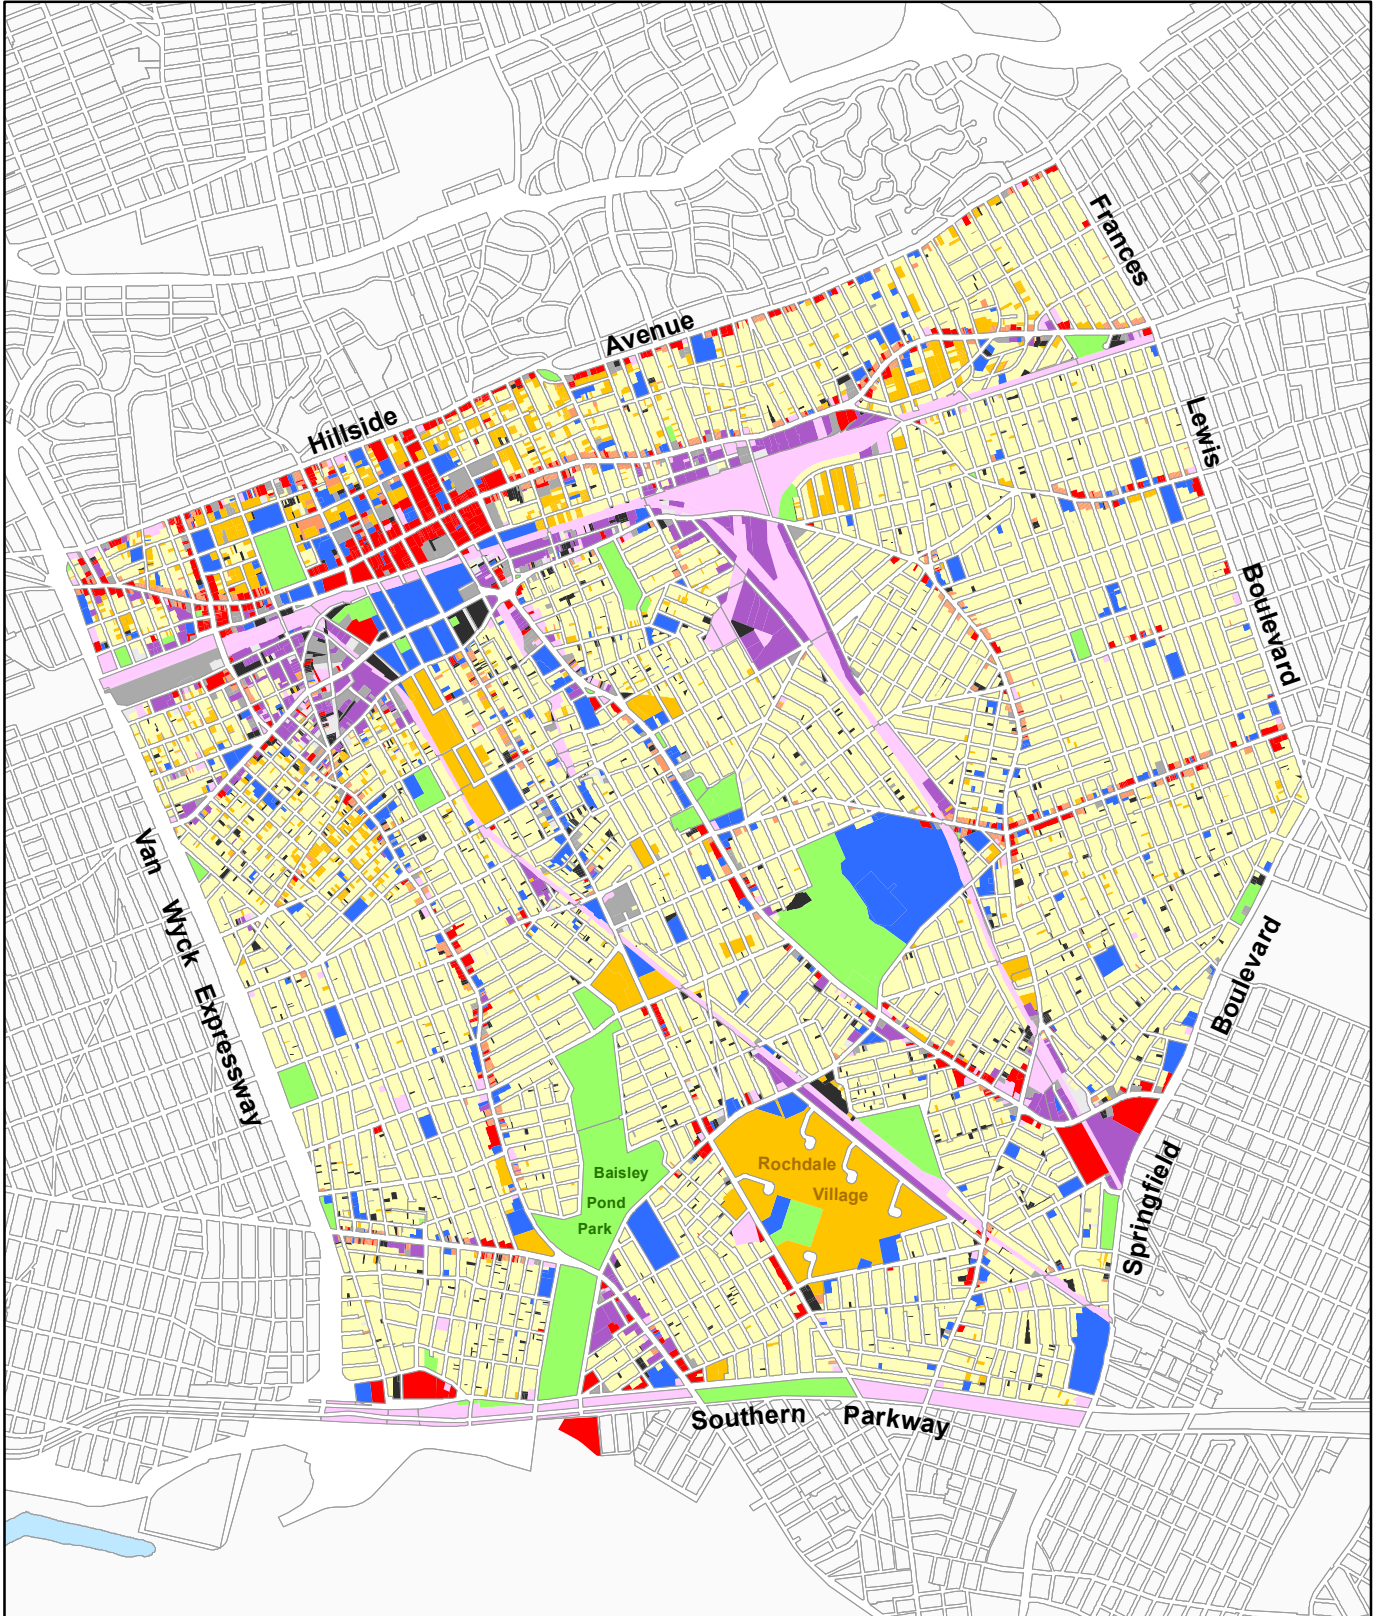 Frances
Avenue
Hillside
Lewis
Boulevard
Van Wyck Expressway
Boulevard
Springfield
Baisley
Pond
Park
Rochdale
Village
Southern Parkway